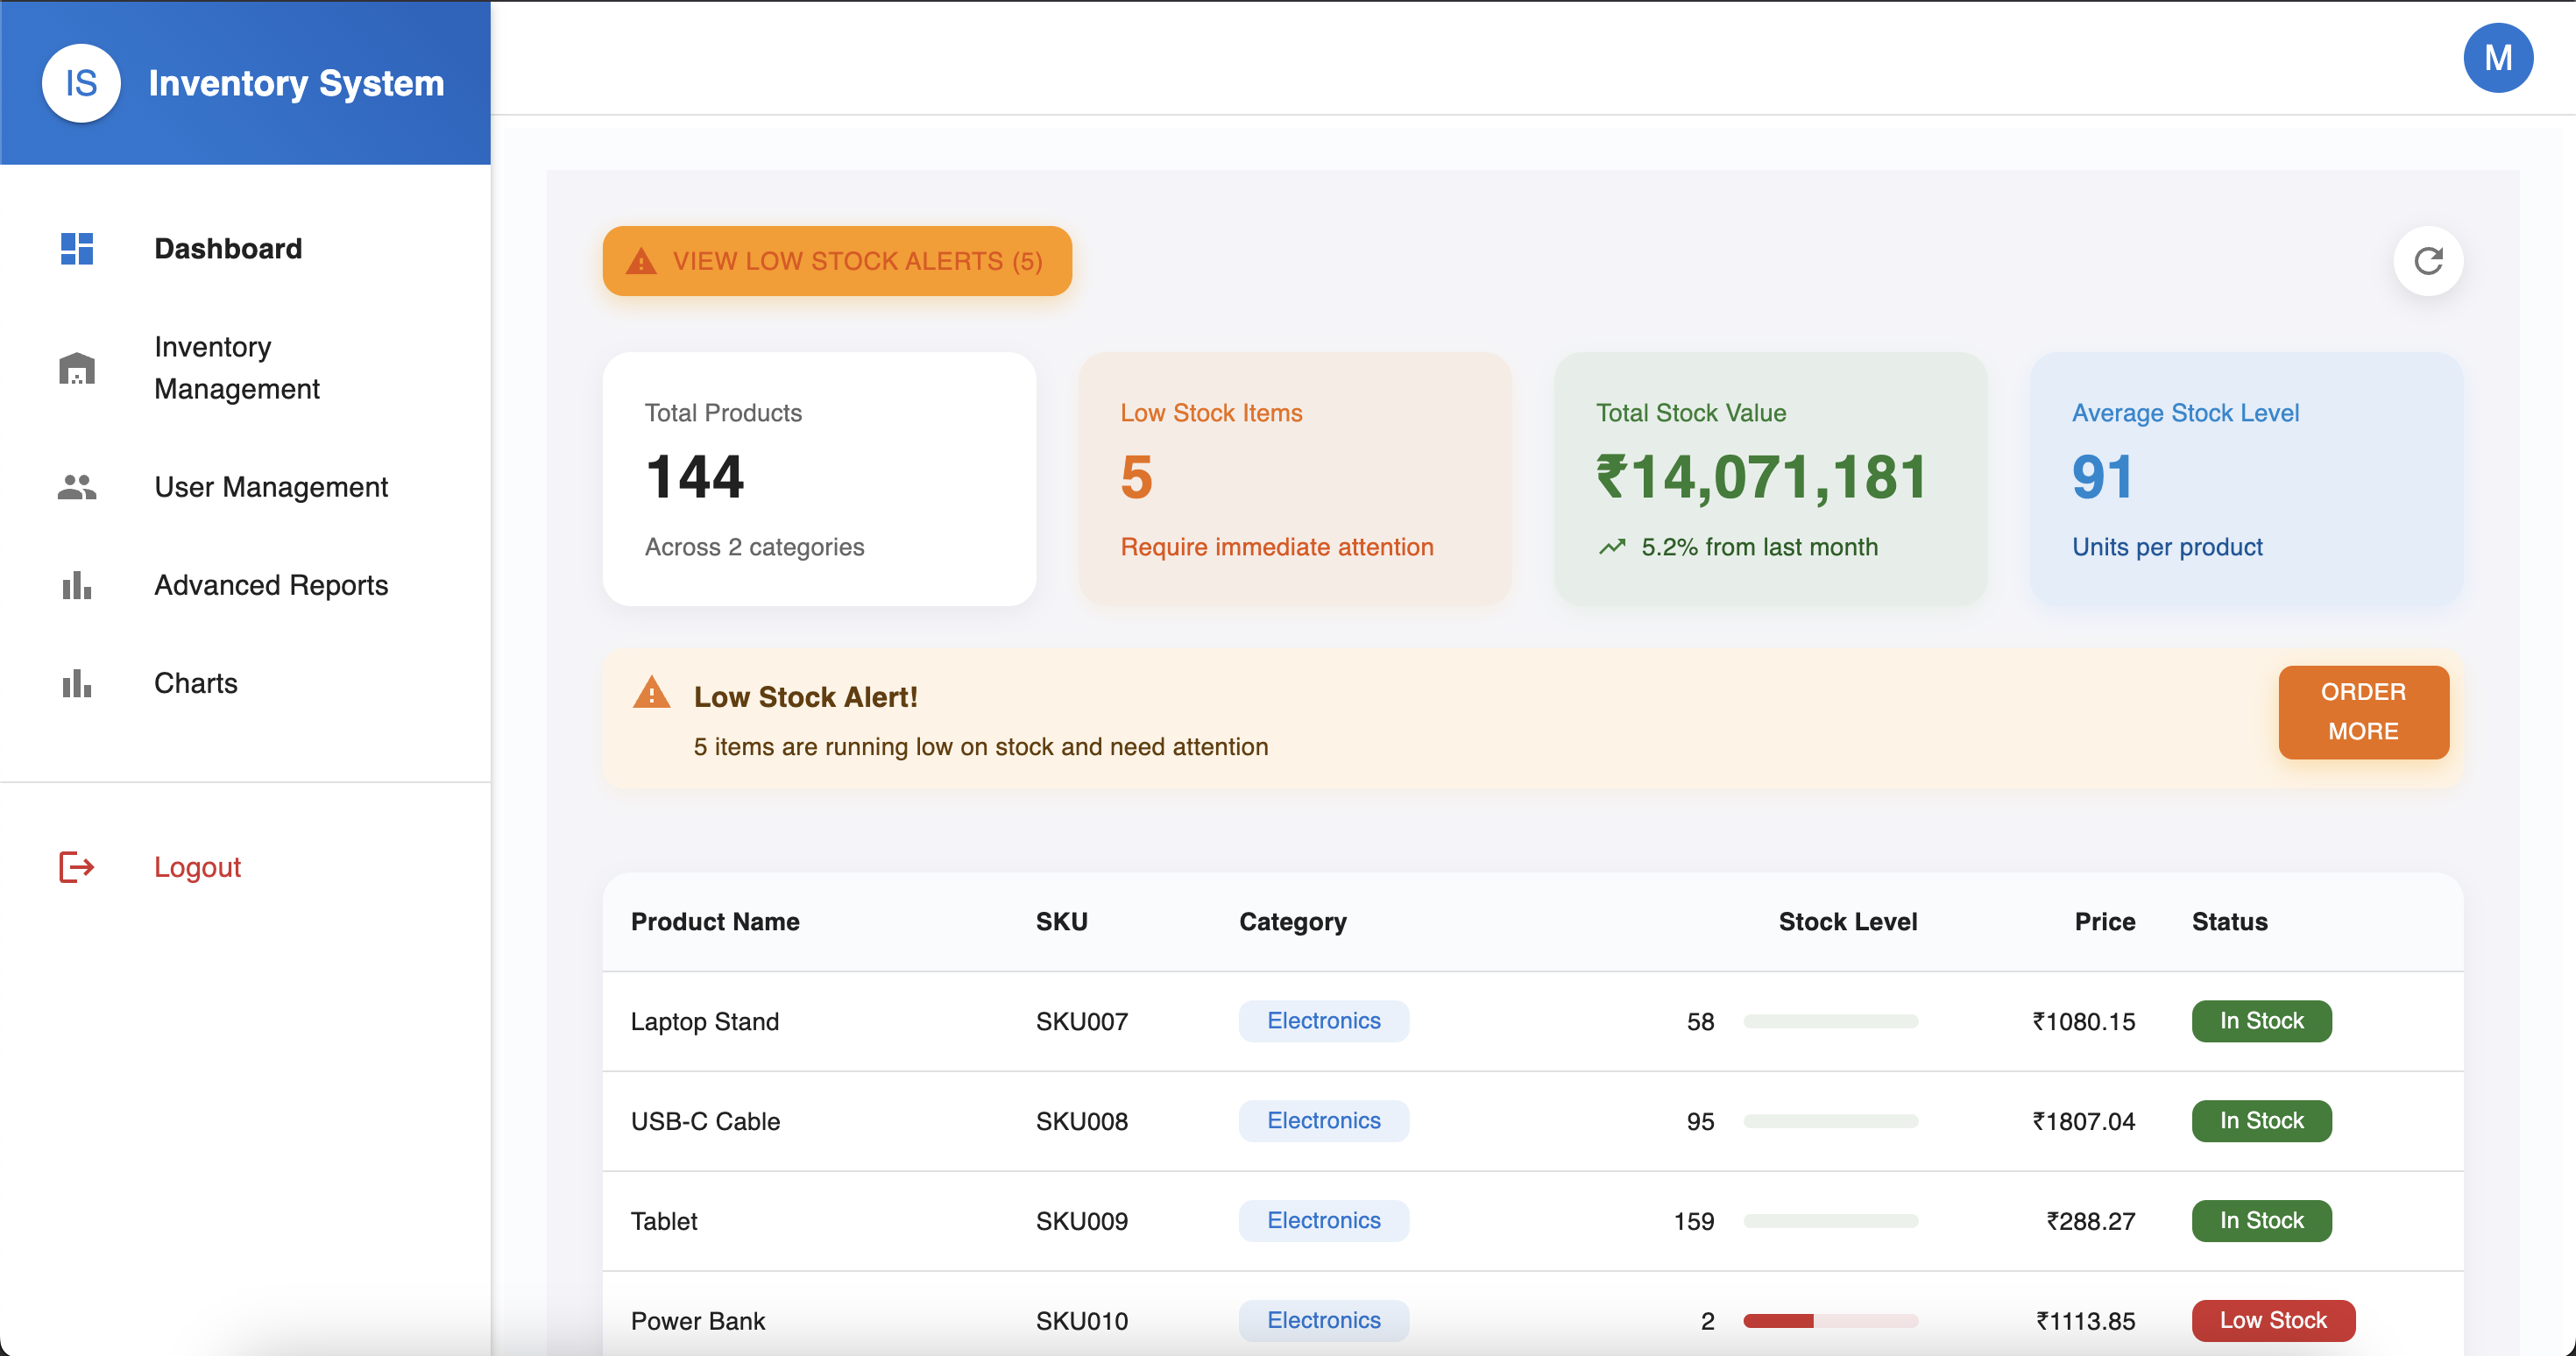 IS Inventory System
M
Dashboard
Inventory
Management
User Management
Advanced Reports
Charts
Logout
VIEW LOW STOCK ALERTS (5)
Total Products
144
Across 2 categories
Low Stock Items
5
Require immediate attention
Total Stock Value
₹14,071,181
5.2% from last month
Average Stock Level
91
Units per product
Low Stock Alert!
5 items are running low on stock and need attention
ORDER
MORE
Product Name SKU Category Stock Level Price Status
Laptop Stand SKU007 Electronics 58 ₹1080.15 In Stock
USB-C Cable SKU008 Electronics 95 ₹1807.04 In Stock
Tablet SKU009 Electronics 159 ₹288.27 In Stock
Power Bank SKU010 Electronics 2 ₹1113.85 Low Stock